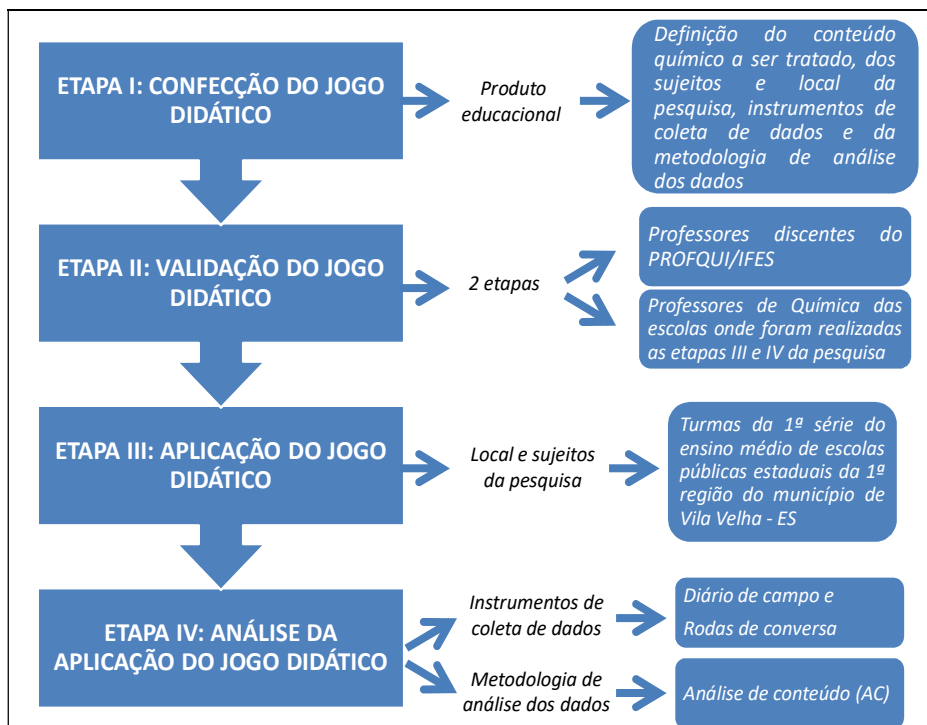 ETAPA I: CONFECÇÃO DO JOGO
DIDÁTICO
Produto
educacional
Definição do conteúdo
químico a ser tratado, dos
sujeitos e local da
pesquisa, instrumentos de
coleta de dados e da
metodologia de análise
dos dados
ETAPA II: VALIDAÇÃO DO JOGO
DIDÁTICO
2 etapas
Professores discentes do
PROFQUI/IFES
Professores de Química das
escolas onde foram realizadas
as etapas III e IV da pesquisa
ETAPA III: APLICAÇÃO DO JOGO
DIDÁTICO
Local e sujeitos
da pesquisa
Turmas da 1ª série do
ensino médio de escolas
públicas estaduais da 1ª
região do município de
Vila Velha - ES
ETAPA IV: ANÁLISE DA
APLICAÇÃO DO JOGO DIDÁTICO
Instrumentos de
coleta de dados
Diário de campo e
Rodas de conversa
Metodologia de
análise dos dados
Análise de conteúdo (AC)